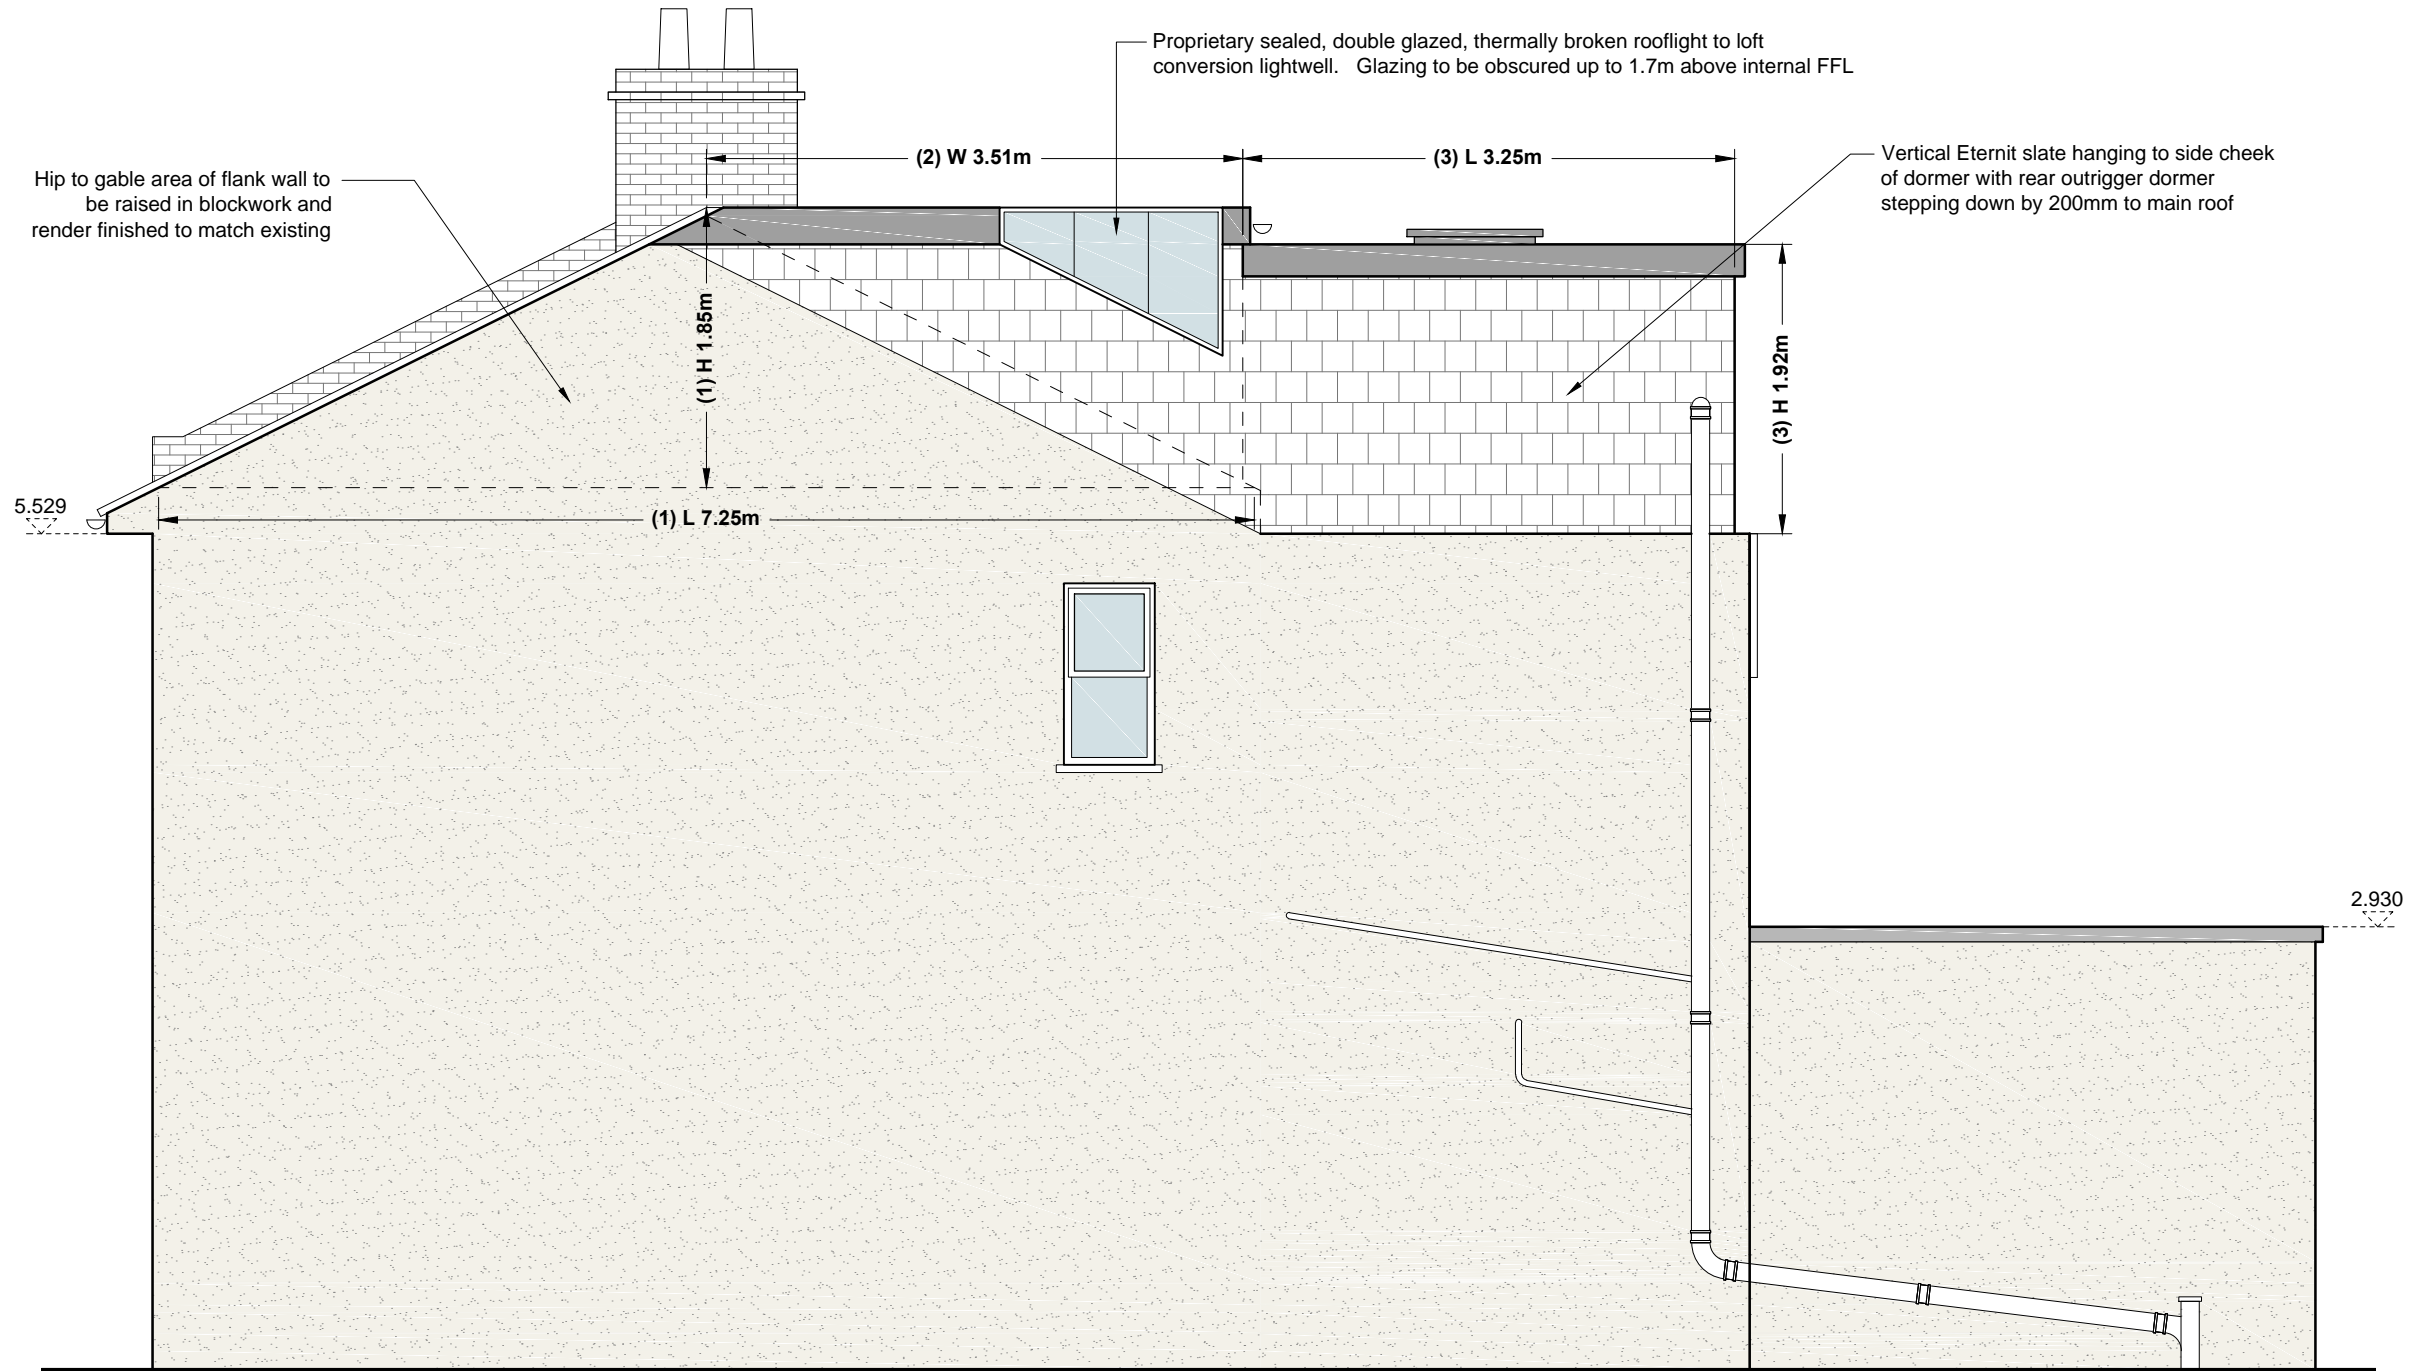 Proprietary sealed, double glazed, thermally broken rooflight to loft
conversion lightwell. Glazing to be obscured up to 1.7m above internal FFL
Hip to gable area of flank wall to
be raised in blockwork and
render finished to match existing
(2) W 3.51m
(3) L 3.25m
Vertical Eternit slate hanging to side cheek
of dormer with rear outrigger dormer
stepping down by 200mm to main roof
(1) H 1.85m
(3) H 1.92m
5.529
(1) L 7.25m
2.930